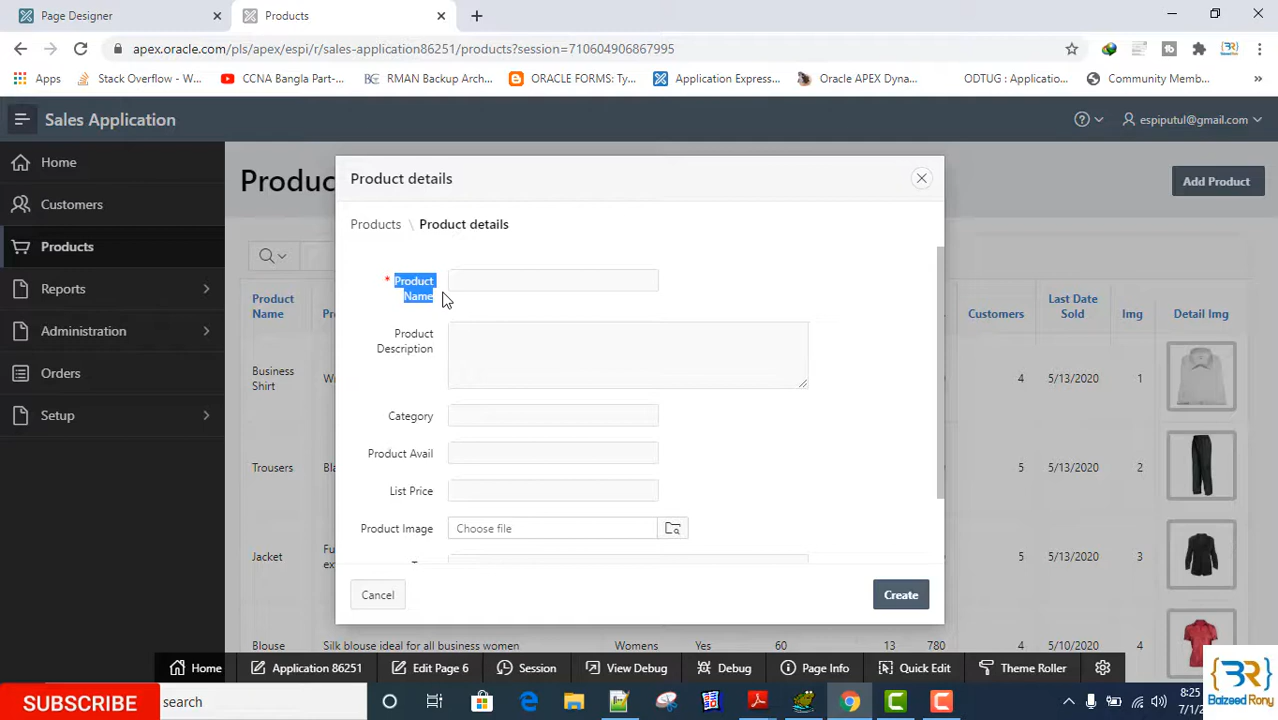 Page Designer
Products
apex.oracle.com/pls/apex/espi/r/sales-application86251/products?session=710604906867995
Apps
Stack Overflow - W...
CCNA Bangla Part-...
RMAN Backup Arch...
ORACLE FORMS: Ty...
Application Express...
Oracle APEX Dyna...
ODTUG : Applicatio...
Community Memb...
Sales Application
espiputul@gmail.com
Home
Customers
Products
Reports
Administration
Orders
Setup
Produc
Add Product
Product details
Products \ Product details
* Product
Name
Product
Description
Category
Product Avail
List Price
Product Image
Choose file
Cancel
Create
Product
Name
Customers
Last Date
Sold
Img
Detail Img
Business
Shirt
4
5/13/2020
1
Trousers
5
5/13/2020
2
Jacket
5
5/13/2020
3
Blouse
Silk blouse ideal for all business women
Womens
Yes
60
13
780
4
5/10/2020
4
Home
Application 86251
Edit Page 6
Session
View Debug
Debug
Page Info
Quick Edit
Theme Roller
SUBSCRIBE
search
8:25
7/1/2
BR
Baizeed Rony